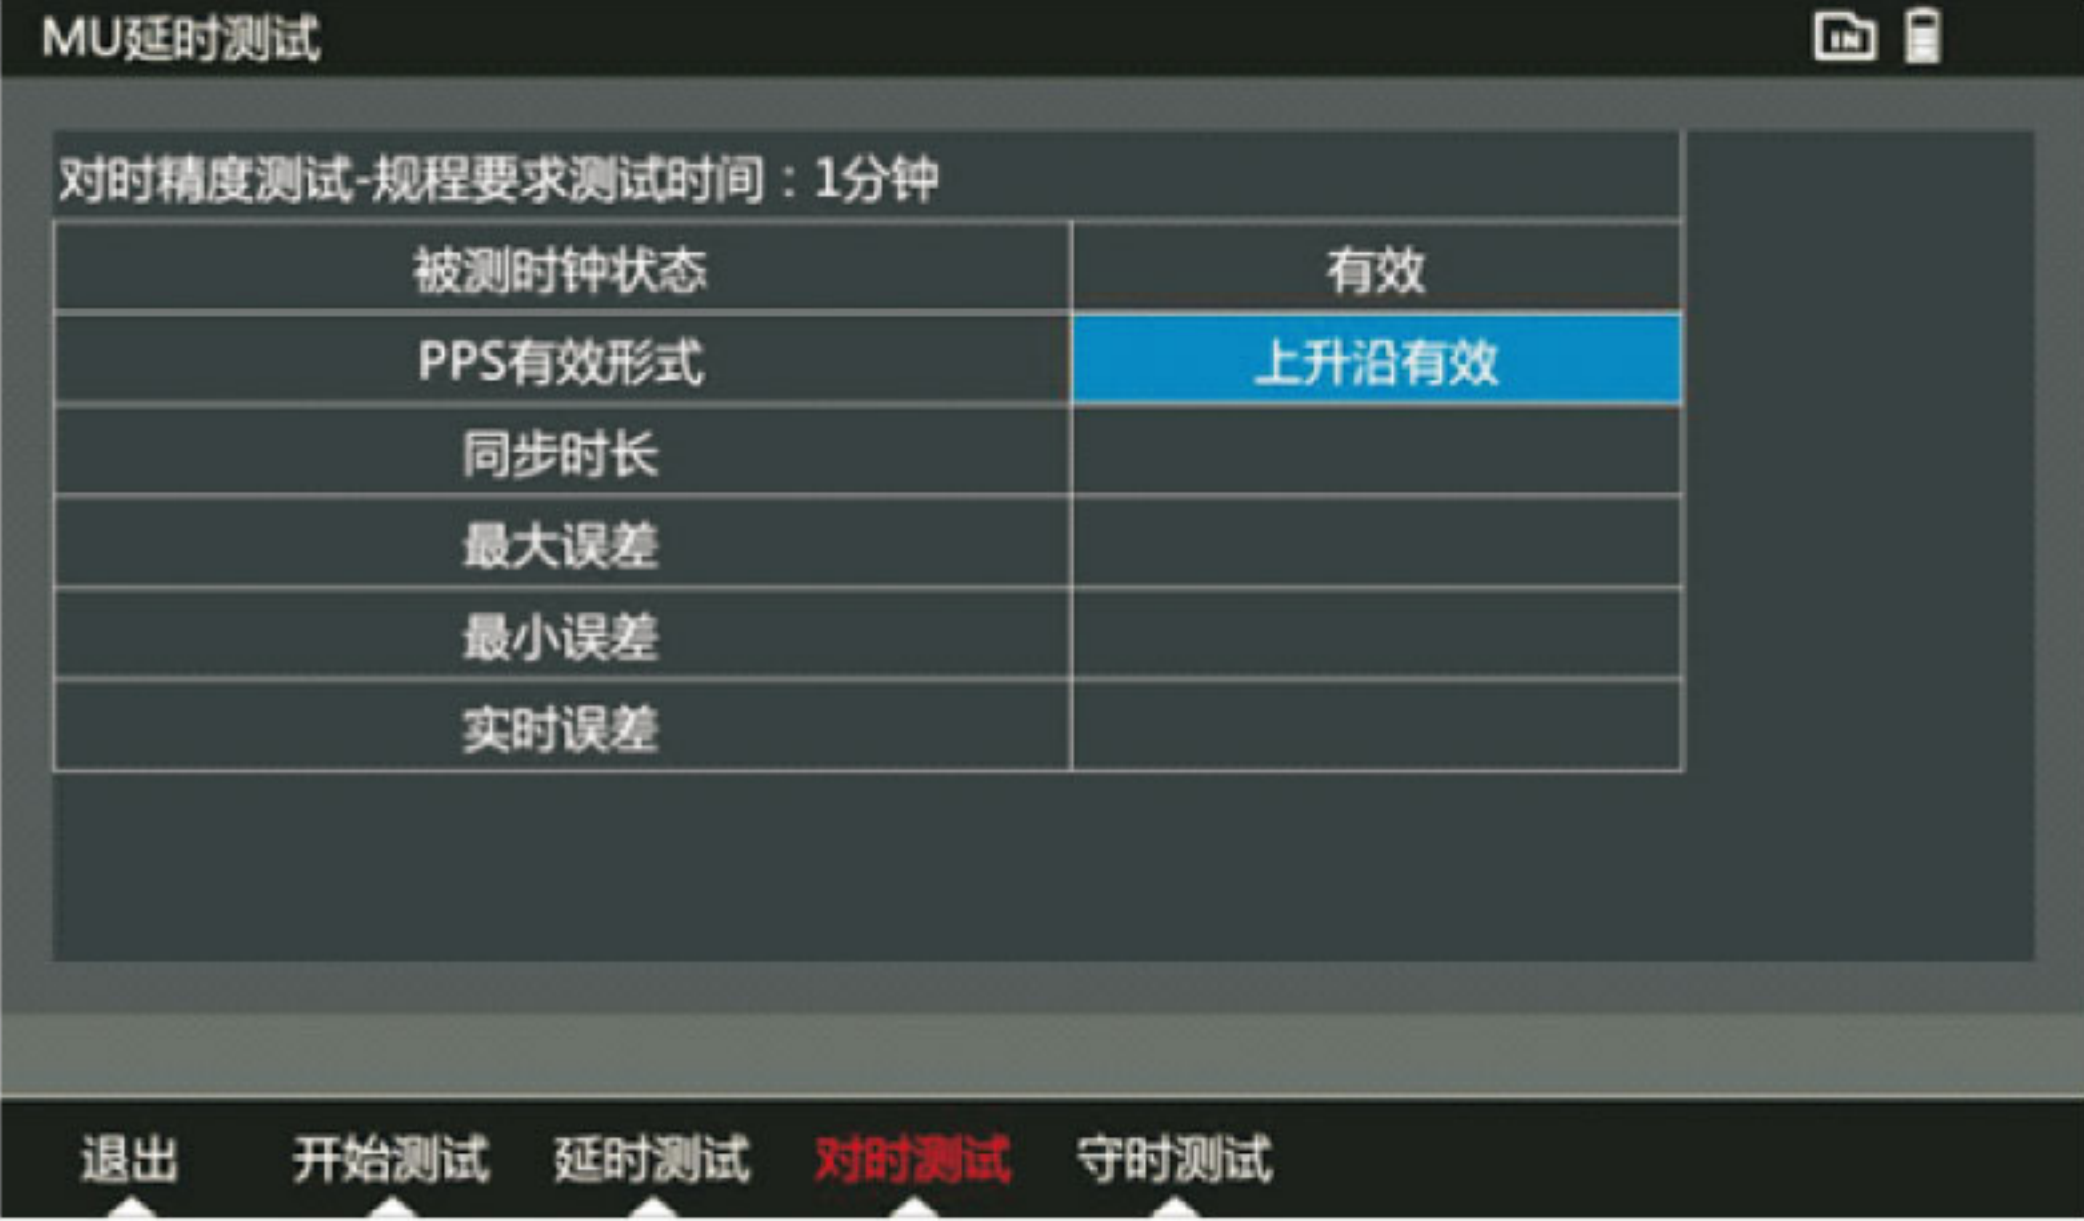 MU延时测试
IN
对时精度测试-规程要求测试时间：1分钟
被测时钟状态 有效
PPS有效形式 上升沿有效
同步时长
最大误差
最小误差
实时误差
退出 开始测试 延时测试 对时测试 守时测试